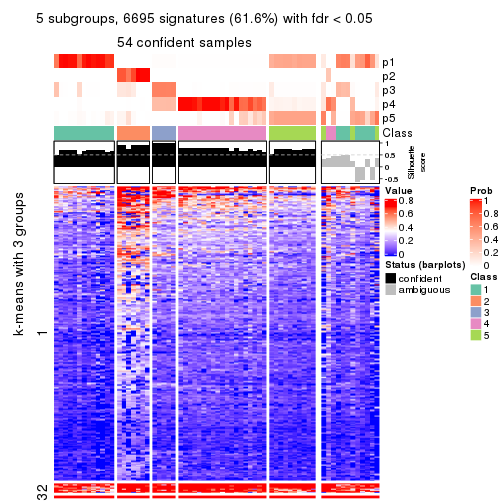 5 subgroups, 6695 signatures (61.6%) with fdr < 0.05
54 confident samples
p1
p2
p3
p4
p5
Class
1
0.5
0
-0.5
Silhouette
score
k-means with 3 groups
1
32
Value
0.8
0.6
0.4
0.2
0
Status (barplots)
confident
ambiguous
Prob
1
0.8
0.6
0.4
0.2
0
Class
1
2
3
4
5